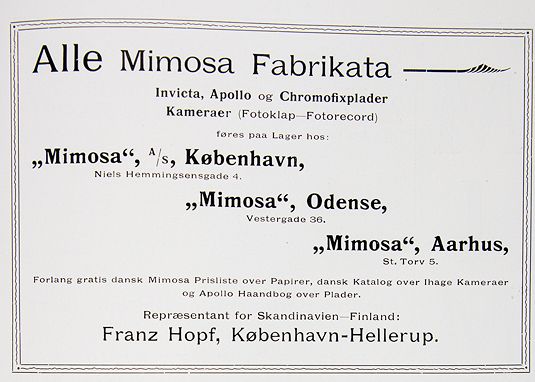 Alle Mimosa Fabrikata
Invicta, Apollo og Chromofixplader
Kameraer (Fotoklap—Fotorecord)
føres paa Lager hos:
„Mimosa“, A/s, København,
Niels Hemmingsensgade 4.
„Mimosa“, Odense,
Vestergade 36.
„Mimosa“, Aarhus,
St. Torv 5.
Forlang gratis dansk Mimosa Prisliste over Papirer, dansk Katalog over Ihage Kameraer
og Apollo Haandbog over Plader.
Repræsentant for Skandinavien—Finland:
Franz Hopf, København-Hellerup.